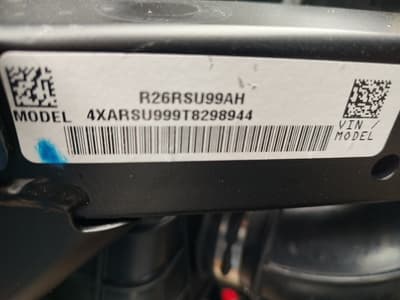 R26RSU99AH
MODEL 4XARSU999T8298944
VIN /
MODEL